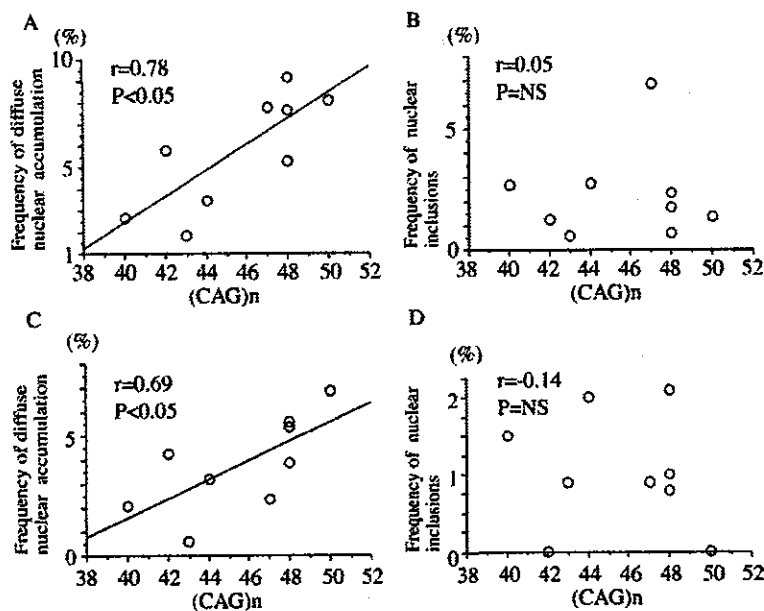 A
(%)
10
5
1
r=0.78
P<0.05
Frequency of diffuse
nuclear accumulation
38 40 42 44 46 48 50 52
(CAG)n
B
(%)
5
0
r=0.05
P=NS
Frequency of nuclear
inclusions
38 40 42 44 46 48 50 52
(CAG)n
C
(%)
5
0
r=0.69
P<0.05
Frequency of diffuse
nuclear accumulation
38 40 42 44 46 48 50 52
(CAG)n
D
(%)
2
1
0
r=-0.14
P=NS
Frequency of nuclear
inclusions
38 40 42 44 46 48 50 52
(CAG)n